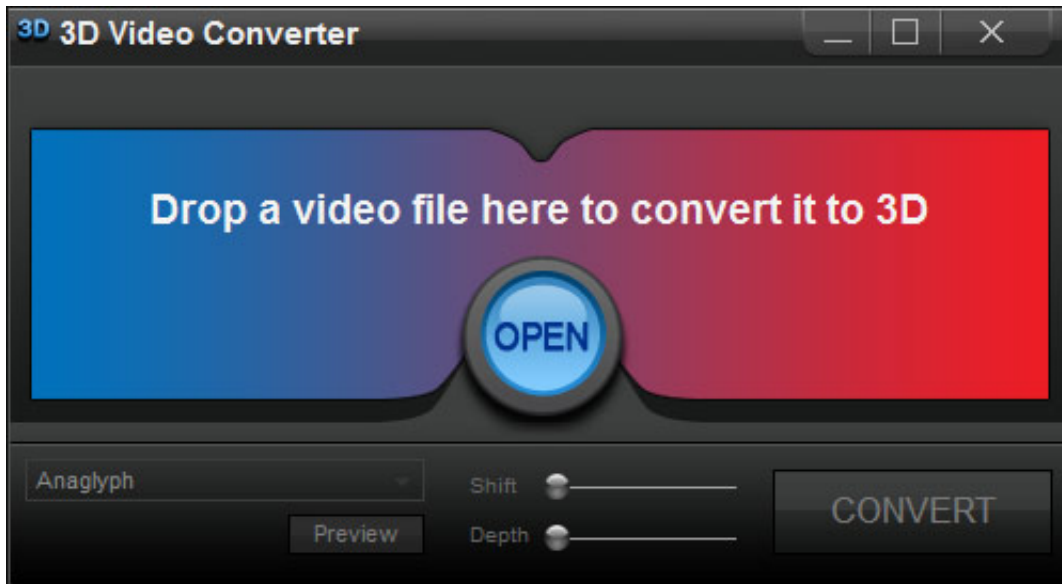 3D 3D Video Converter
Drop a video file here to convert it to 3D
OPEN
Anaglyph
Shift
CONVERT
Preview
Depth